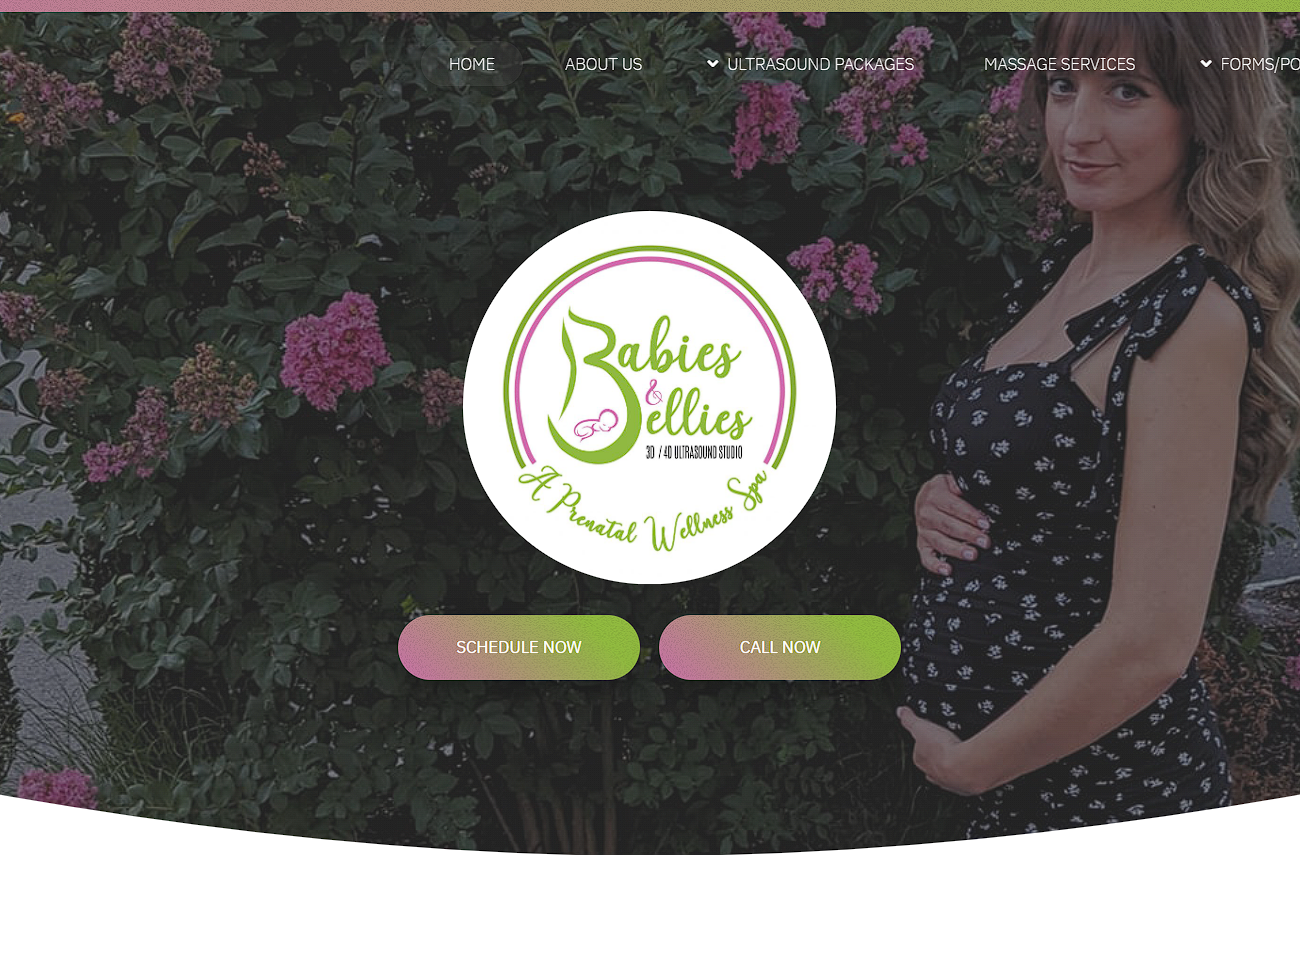 HOME
ABOUT US
ULTRASOUND PACKAGES
MASSAGE SERVICES
FORMS/PO
Babies
&
Bellies
3D / 4D ULTRASOUND STUDIO
A Prenatal Wellness Spa
SCHEDULE NOW
CALL NOW